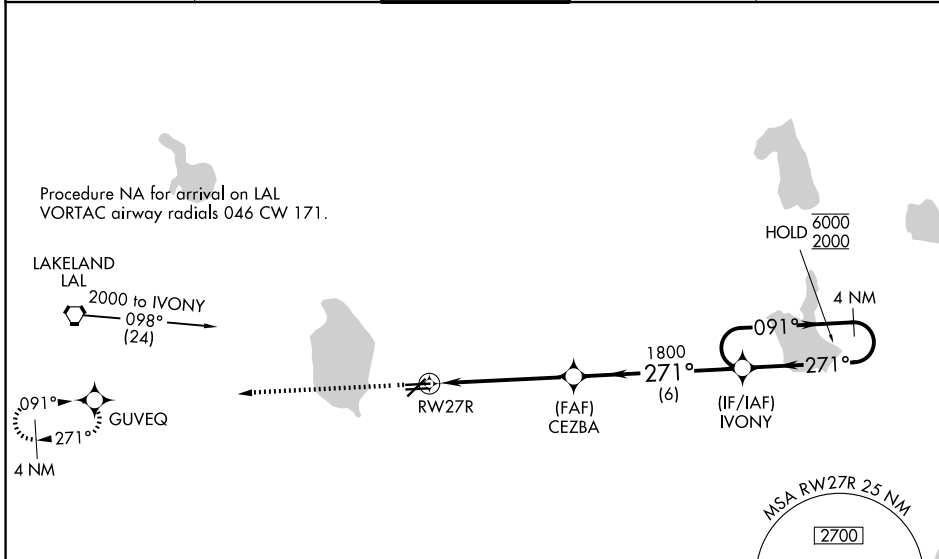 Procedure NA for arrival on LAL
VORTAC airway radials 046 CW 171.
HOLD 6000
2000
LAKELAND
LAL
2000 to IVONY
098°
(24)
4 NM
091°
271°
1800
271°
(6)
RW27R
(FAF)
CEZBA
(IF/IAF)
IVONY
091°
GUVEQ
271°
4 NM
MSA RW27R 25 NM
2700